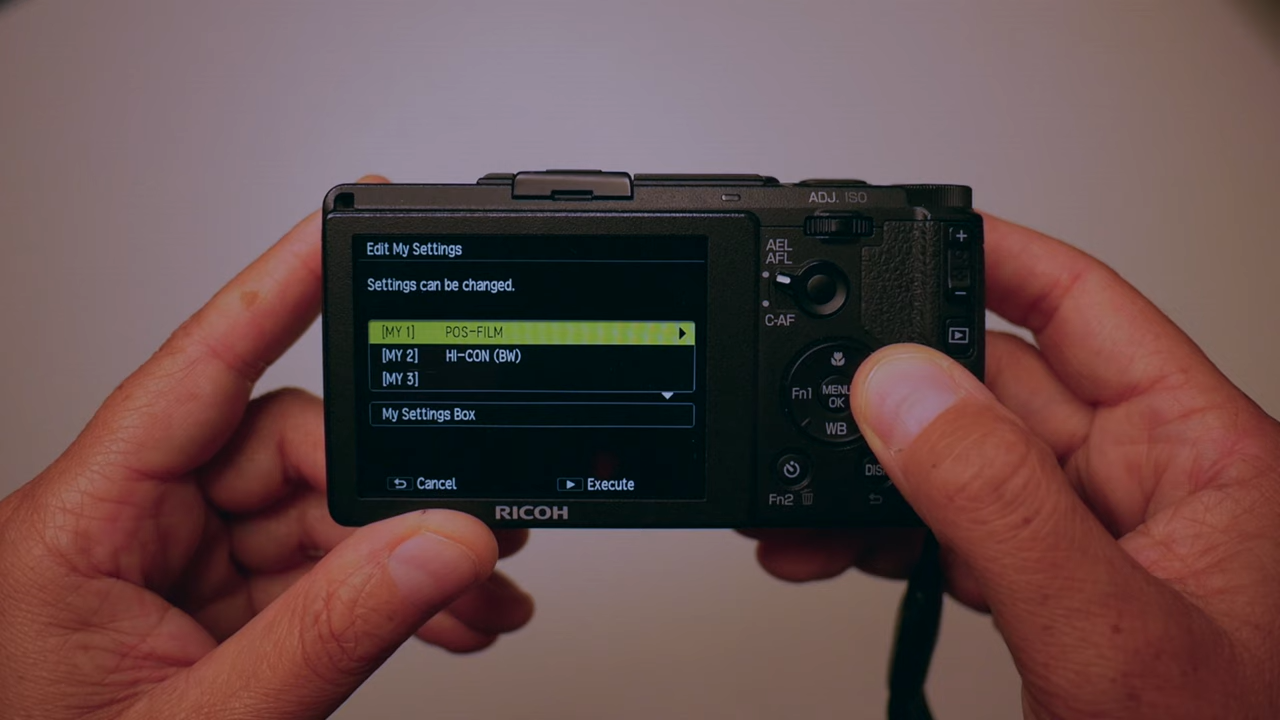 ADJ. ISO
Edit My Settings
Settings can be changed.
[MY 1] POS-FILM
[MY 2] HI-CON (BW)
[MY 3]
My Settings Box
Cancel Execute
RICOH
AEL
AFL
C-AF
Fn1
MENU
OK
WB
Fn2